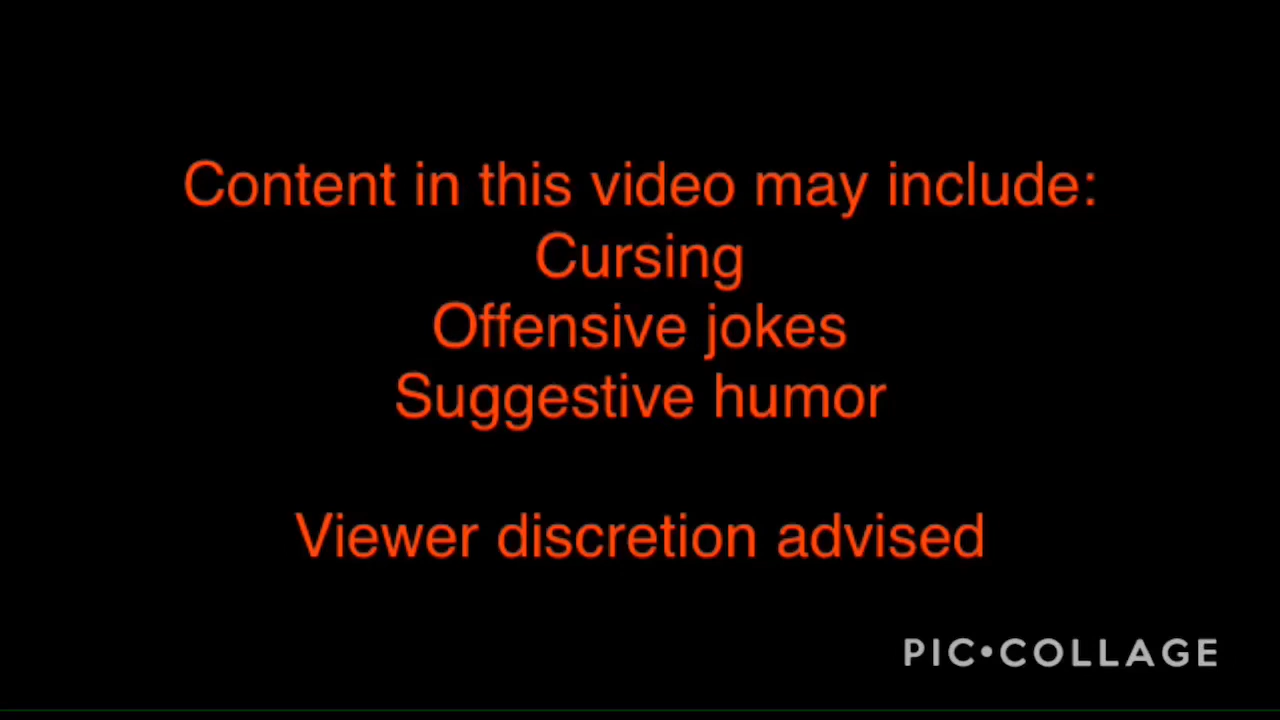 Content in this video may include:
Cursing
Offensive jokes
Suggestive humor
Viewer discretion advised
PIC•COLLAGE